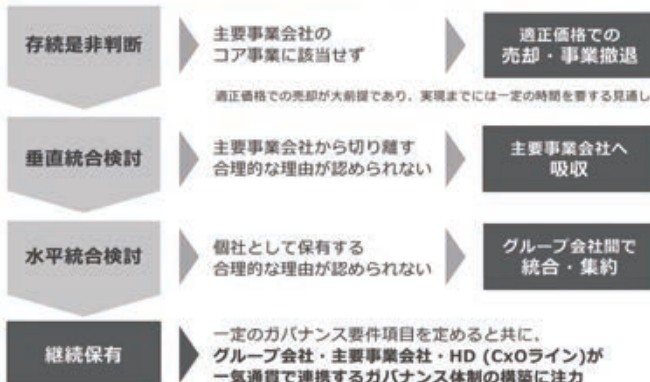 存続是非判断
主要事業会社の
コア事業に該当せず
適正価格での
売却・事業撤退
適正価格での売却が大前提であり、実現までには一定の時間を要する見通し
垂直統合検討
主要事業会社から切り離す
合理的な理由が認められない
主要事業会社へ
吸収
水平統合検討
個社として保有する
合理的な理由が認められない
グループ会社間で
統合・集約
継続保有
一定のガバナンス要件項目を定めると共に、
グループ会社・主要事業会社・HD (CxOライン)が
一気通貫で連携するガバナンス体制の構築に注力